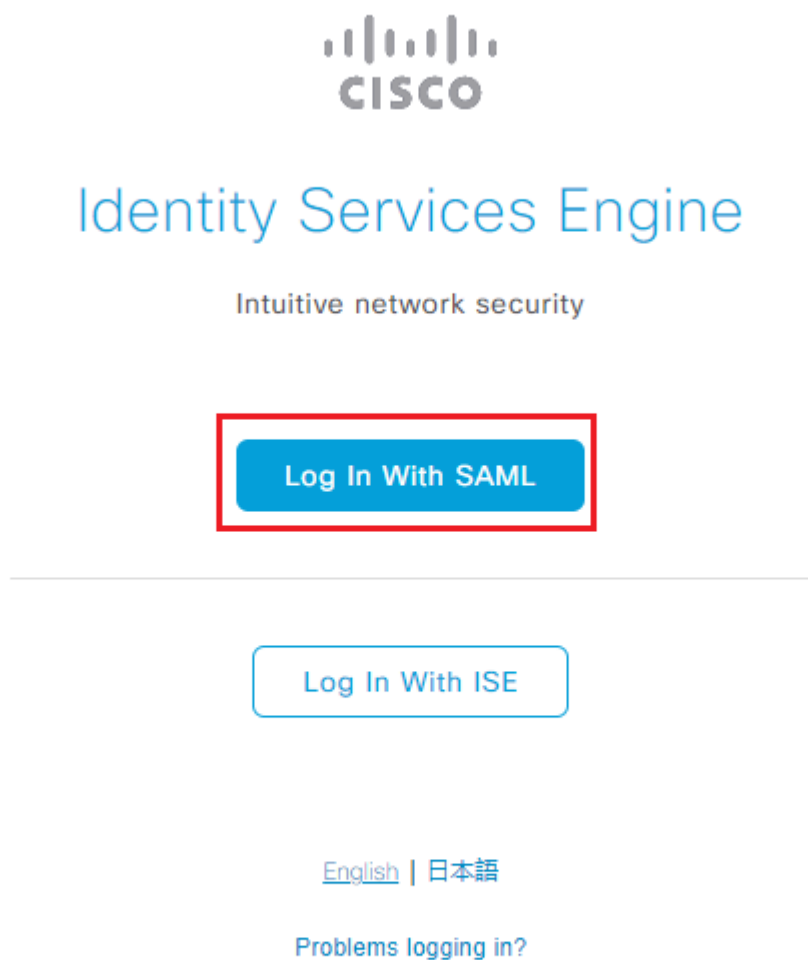 CISCO
Identity Services Engine
Intuitive network security
Log In With SAML
Log In With ISE
English | 日本語
Problems logging in?